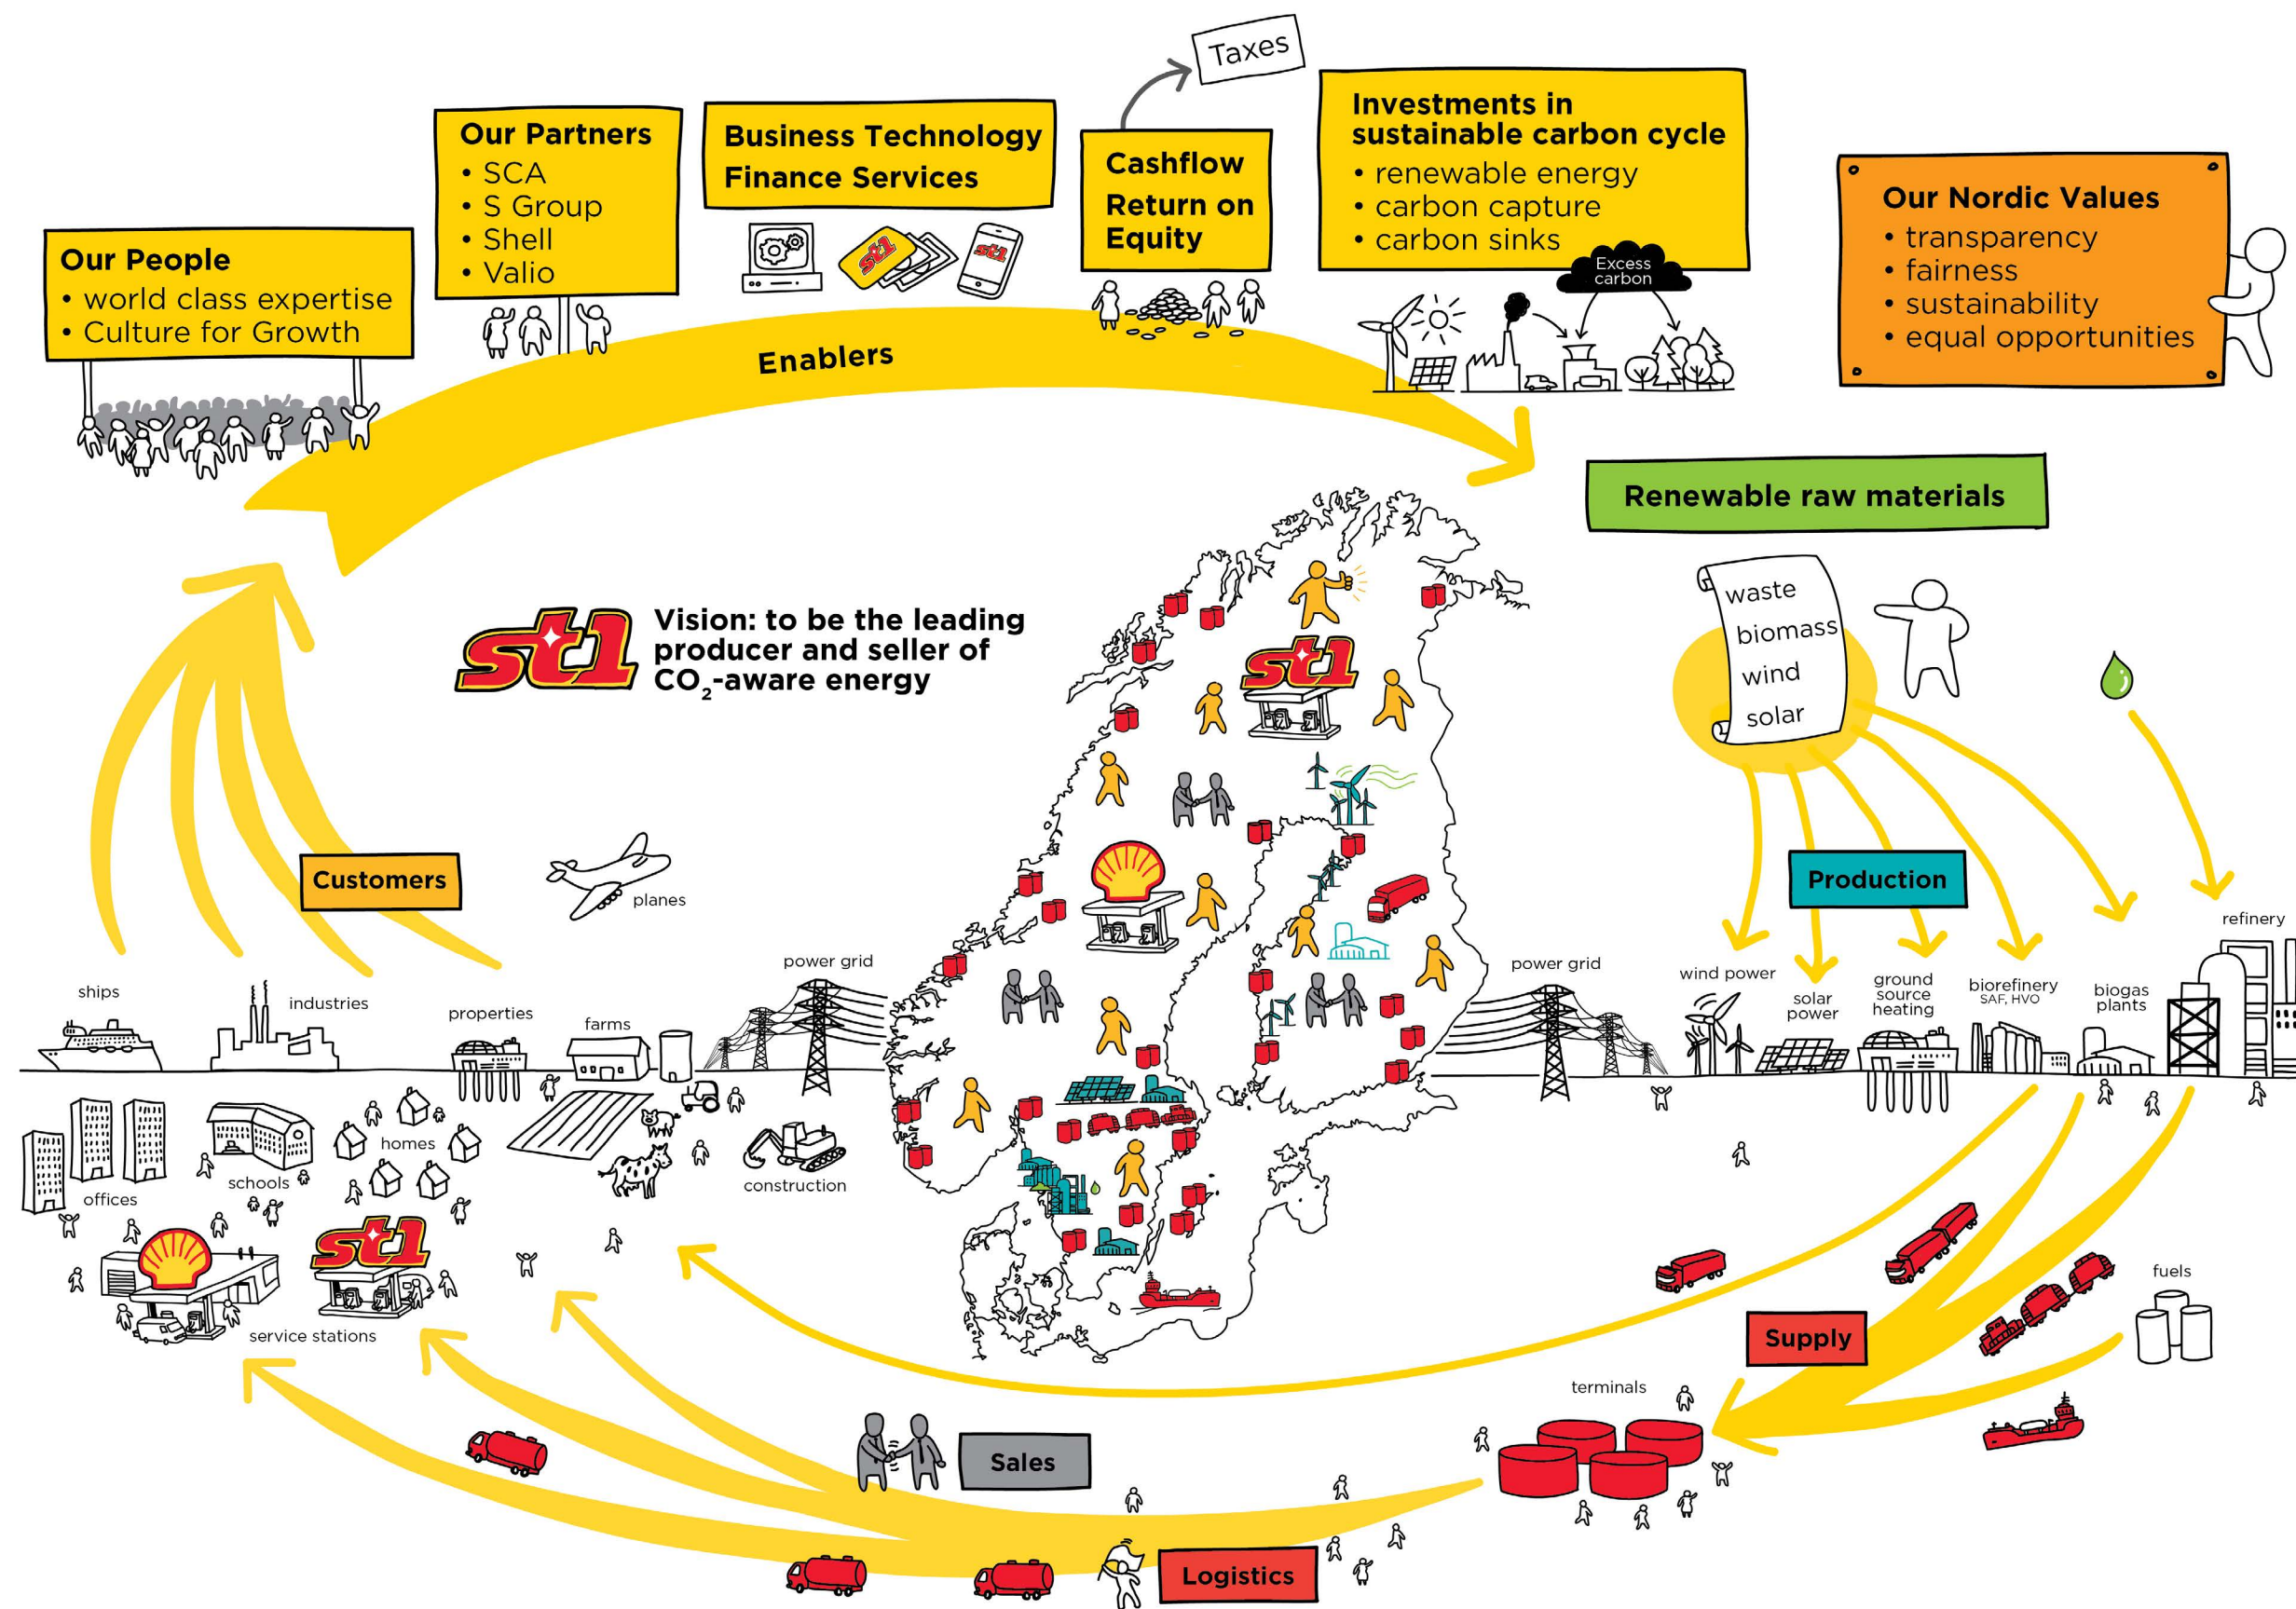 Taxes
Our People
• world class expertise
• Culture for Growth
Our Partners
• SCA
• S Group
• Shell
• Valio
Business Technology
Finance Services
st1
st1
Cashflow
Return on
Equity
Investments in
sustainable carbon cycle
• renewable energy
• carbon capture
• carbon sinks
Excess
carbon
Our Nordic Values
• transparency
• fairness
• sustainability
• equal opportunities
Enablers
Renewable raw materials
waste
biomass
wind
solar
st1
Vision: to be the leading
producer and seller of
CO₂-aware energy
st1
Customers
planes
Production
refinery
ships
industries
properties
farms
power grid
power grid
wind power
solar
power
ground
source
heating
biorefinery
SAF, HVO
biogas
plants
offices
schools
homes
construction
st1
service stations
fuels
Supply
terminals
Sales
Logistics